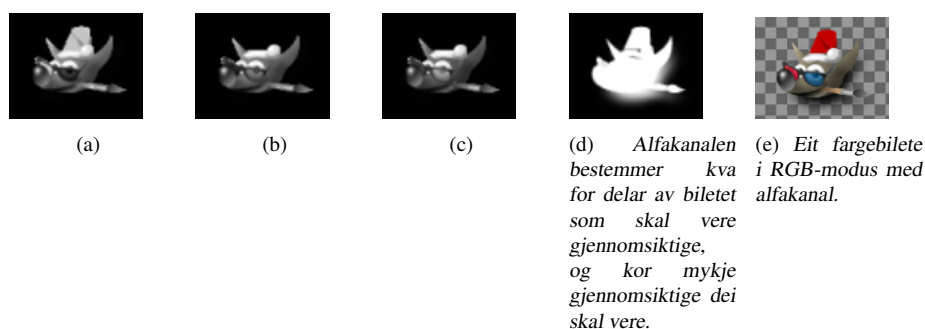 (a)
(b)
(c)
(d) Alfakanalen
bestemmer kva
for delar av biletet
som skal vere
gjennomsiktige,
og kor mykje
gjennomsiktige dei
skal vere.
(e) Eit fargebilete
i RGB-modus med
alfakanal.